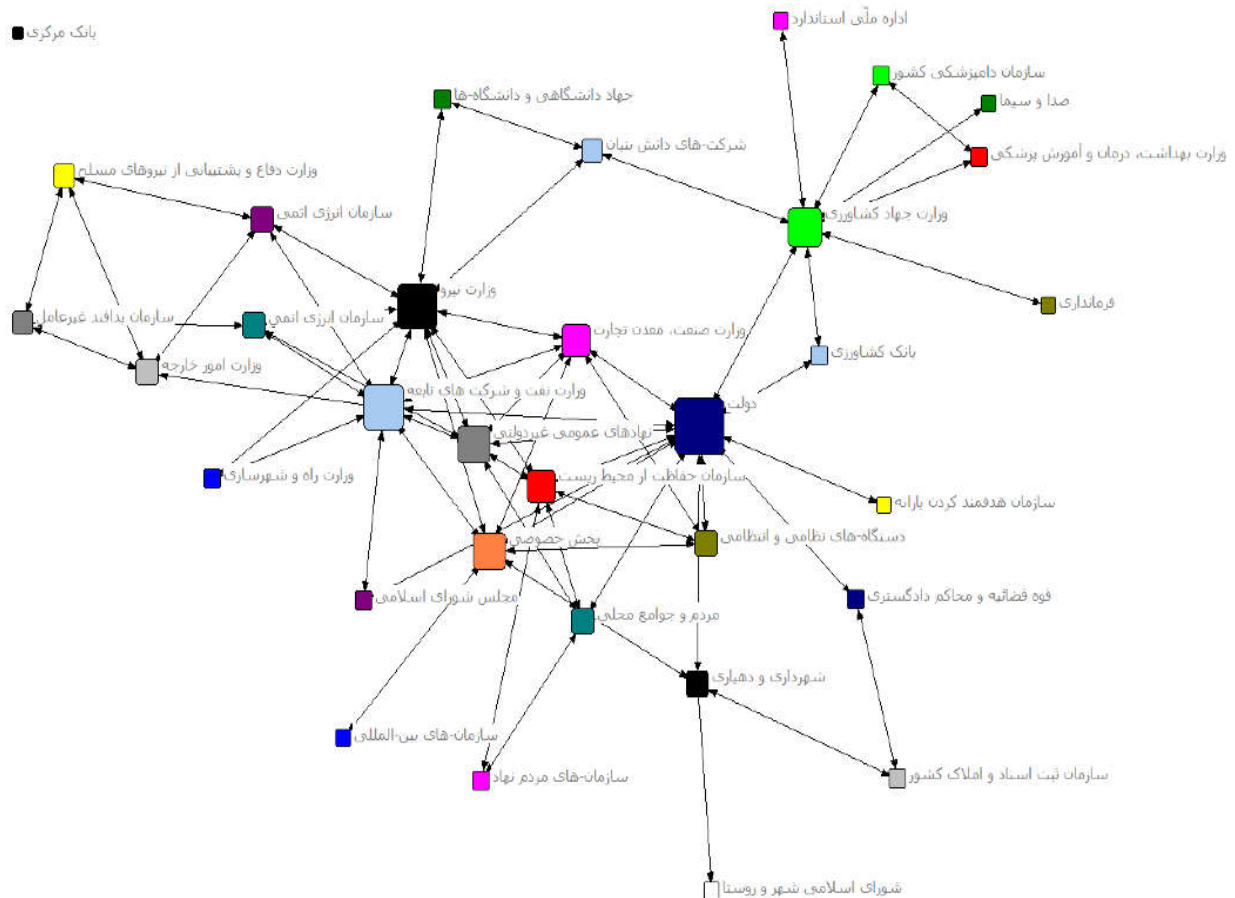 اداره ملّی استاندارد
بانک مرکزی
سازمان دامپزشکی کشور
جهاد دانشگاهی و دانشگاه-ها
صدا و سیما
شرکت-های دانش بنیان
وزارت بهداشت، درمان و آموزش پزشکی
وزارت دفاع و پشتیبانی از نیروهای مسلح
سازمان انرژی اتمی
وزارت جهاد کشاورزی
وزارت نیرو
فرمانداری
سازمان پدافند غیرعامل
سازمان انرژی اتمي
وزارت صنعت، معدن تجارت
بانک کشاورزی
وزارت امور خارجه
وزارت نفت و شرکت های تابعه
دولت
نهادهای عمومی غیردولتی
وزارت راه و شهرسازی
سازمان حفاظت از محیط زیست
سازمان هدفمند کردن یارانه
دستگاه-های نظامی و انتظامی
بخش خصوصی
مجلس شورای اسلامی
قوه قضائیه و محاکم دادگستری
مردم و جوامع محلی
شهرداری و دهیاری
سازمان-های بین-المللی
سازمان-های مردم نهاد
سازمان ثبت اسناد و املاک کشور
شورای اسلامی شهر و روستا